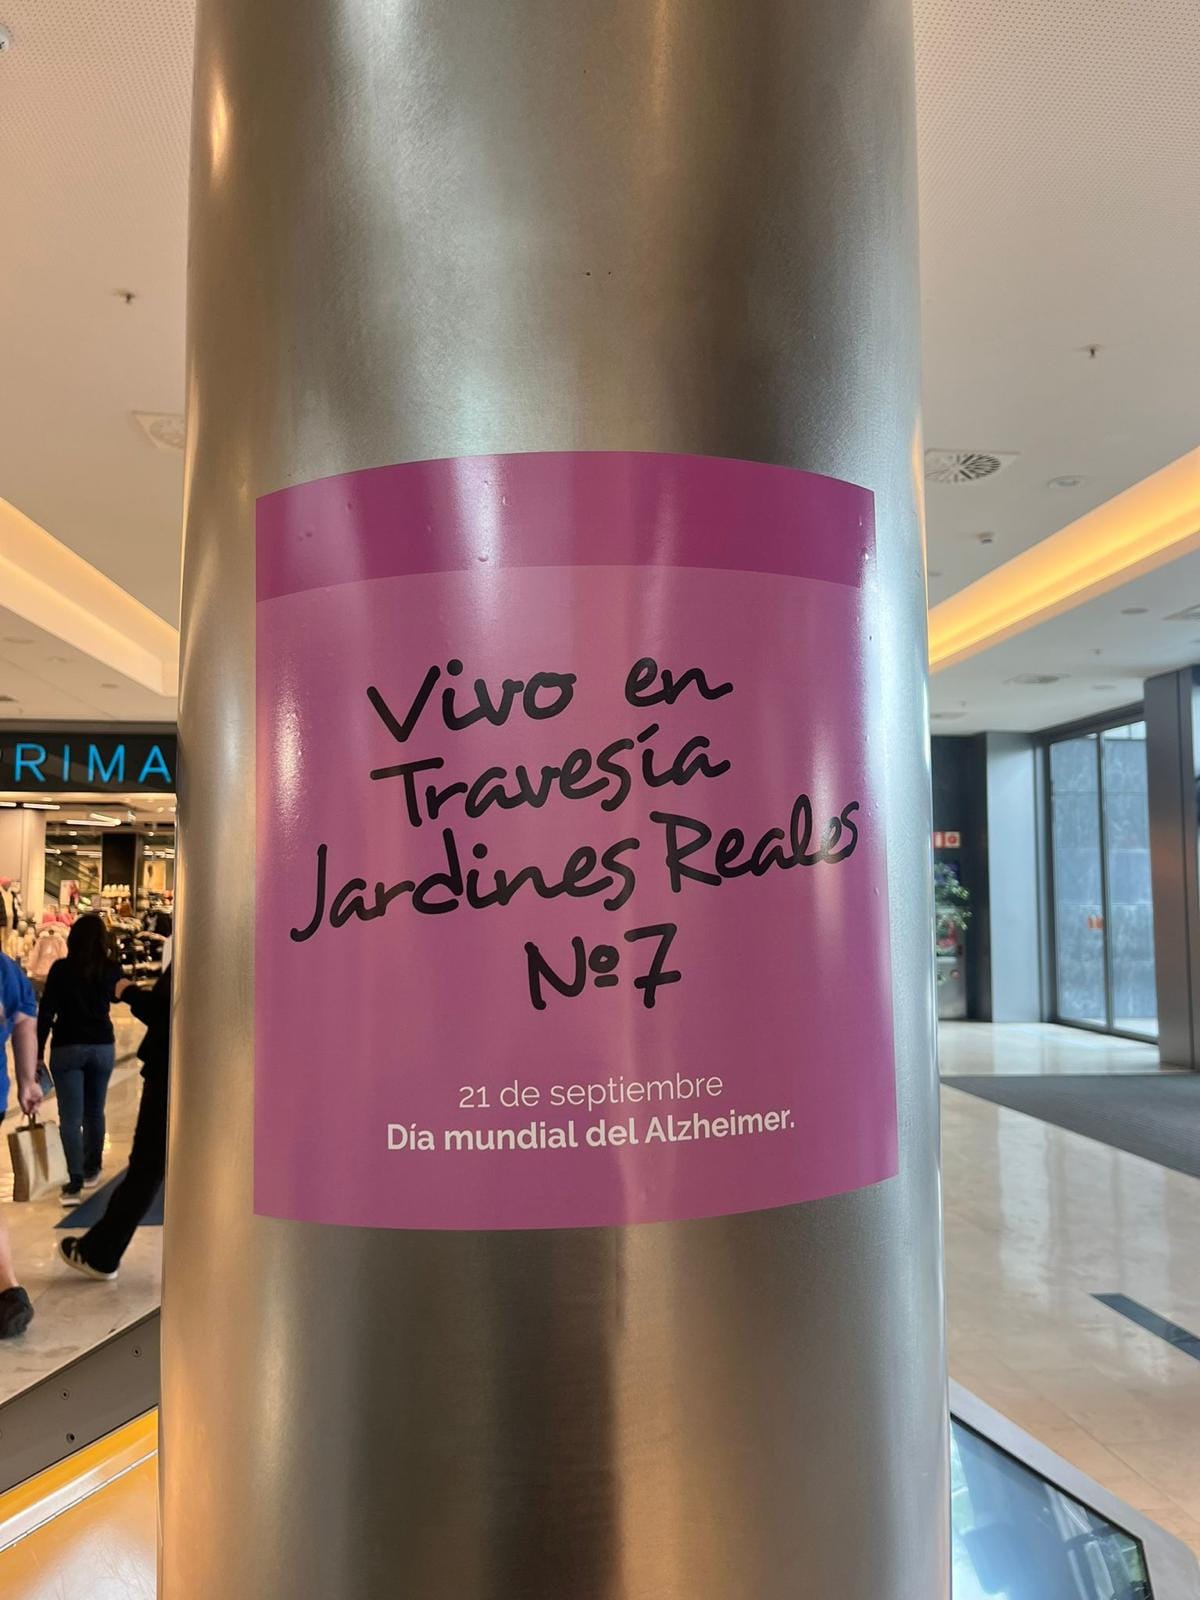 Vivo en
Travesía
Jardines Reales
Nº7
21 de septiembre
Día mundial del Alzheimer.
PRIMA